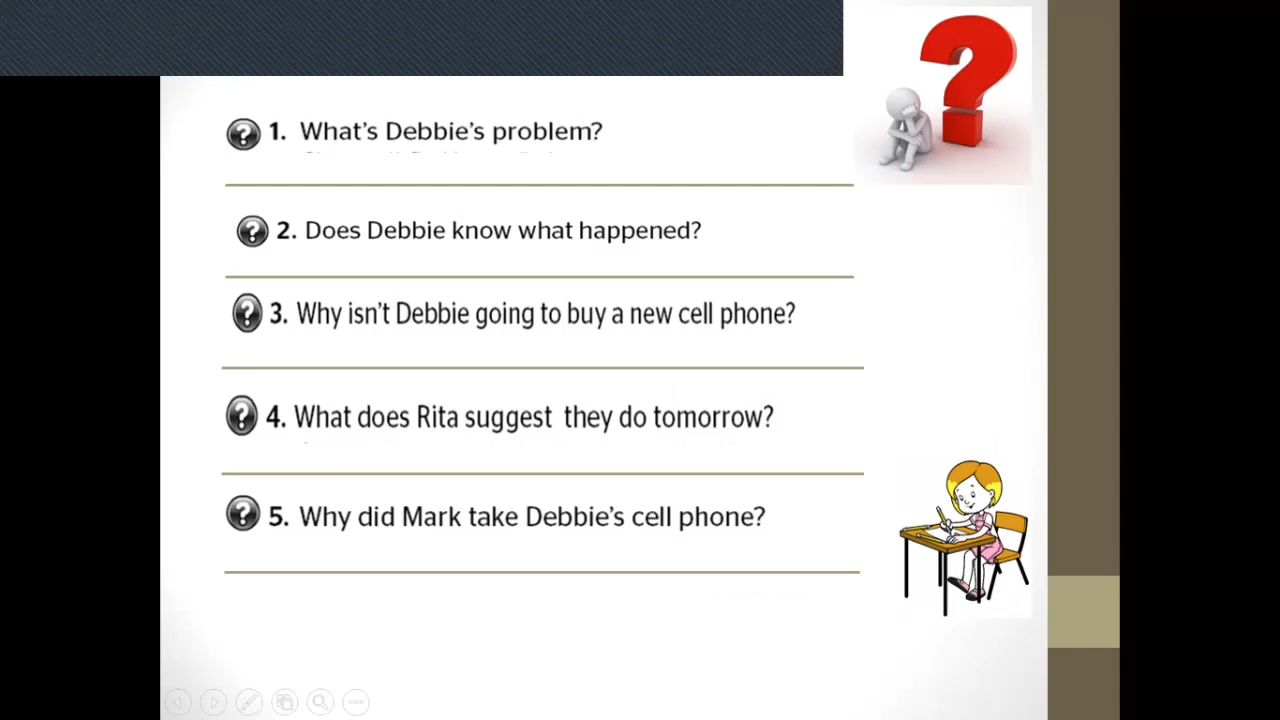 1. What's Debbie's problem?
2. Does Debbie know what happened?
3. Why isn't Debbie going to buy a new cell phone?
4. What does Rita suggest they do tomorrow?
5. Why did Mark take Debbie's cell phone?